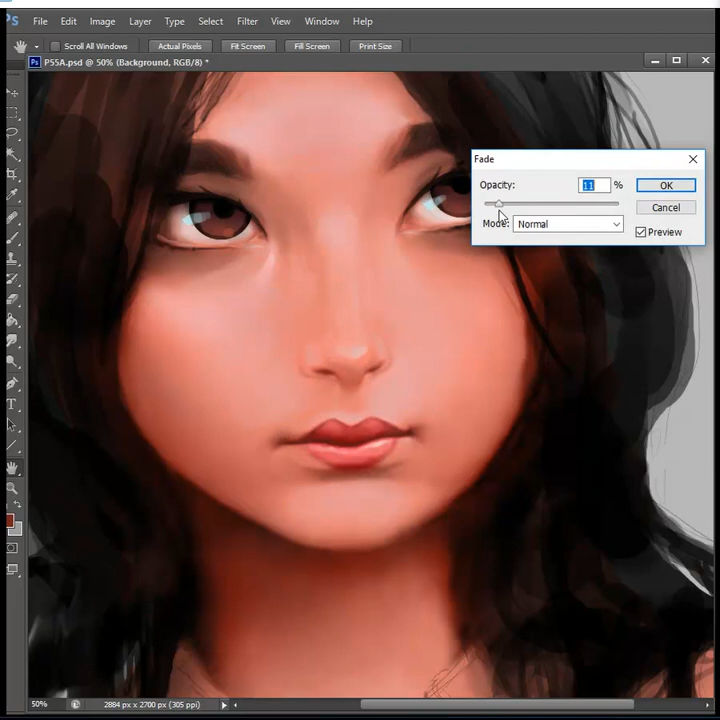 Ps File Edit Image Layer Type Select Filter View Window Help
Scroll All Windows Actual Pixels Fit Screen Fill Screen Print Size
Ps P55A.psd @ 50% (Background, RGB/8) *
Fade
Opacity: 11 % OK
Cancel
Mode: Normal Preview
T
50% 2884 px x 2700 px (305 ppi)